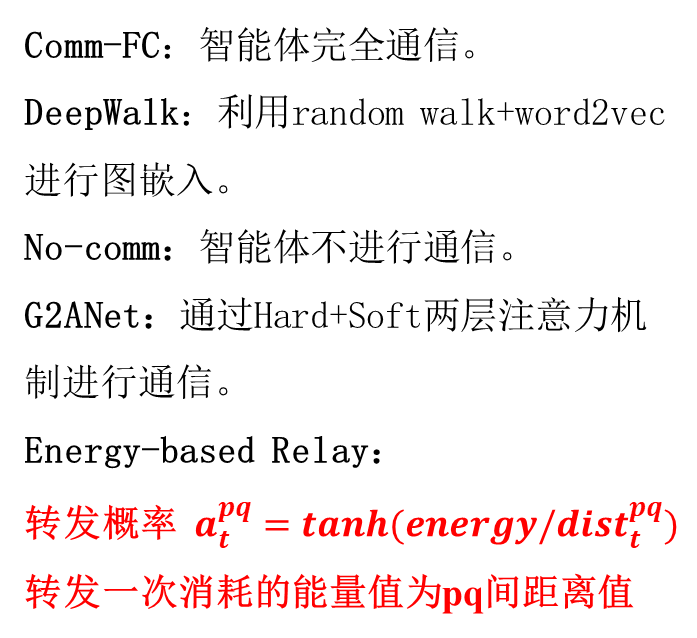 Comm-FC：智能体完全通信。
DeepWalk：利用random walk+word2vec
进行图嵌入。
No-comm：智能体不进行通信。
G2ANet：通过Hard+Soft两层注意力机
制进行通信。
Energy-based Relay：
转发概率 a_t^{pq} = tanh(energy/dist_t^{pq})
转发一次消耗的能量值为pq间距离值